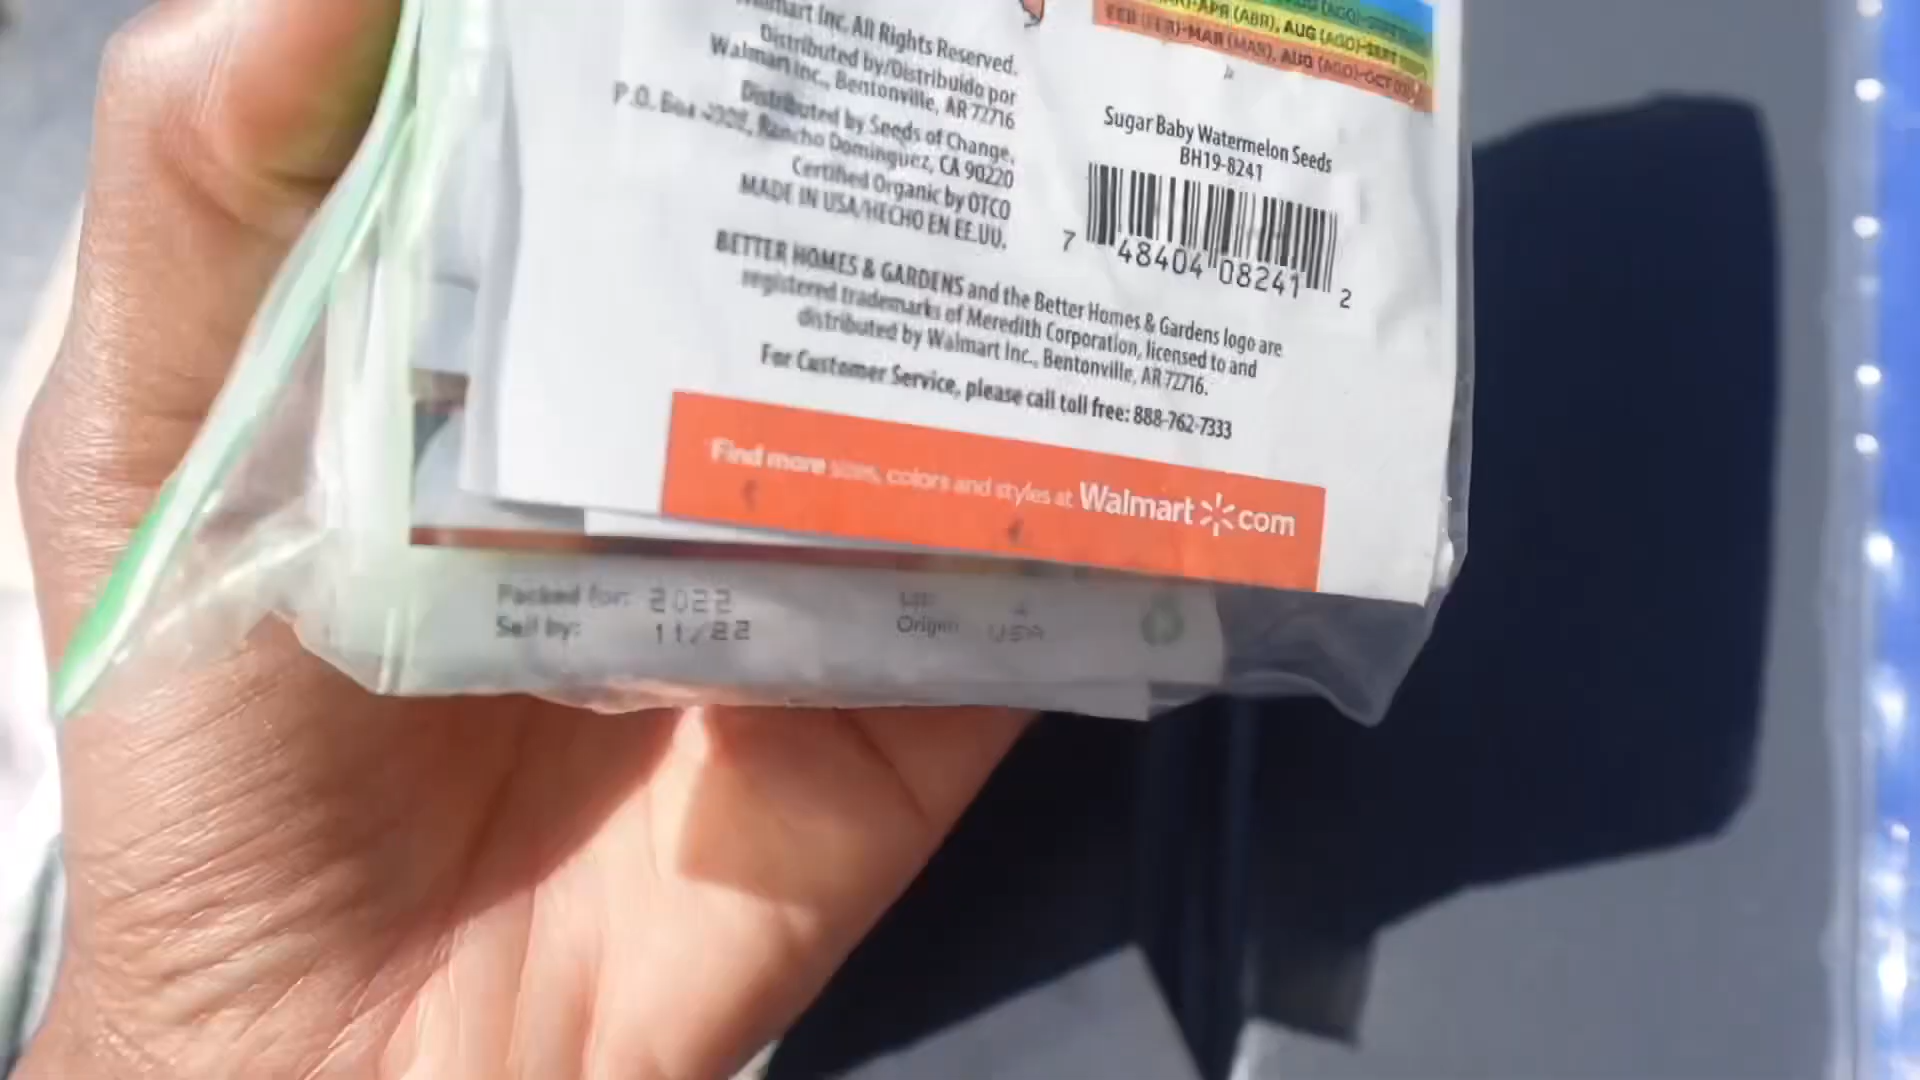 APR (ABR), AUG (AGO)-SEPT
FEB (FEB)-MAR (MAR), AUG (AGO)-OCT
Inc. All Rights Reserved.
Distributed by/Distribuido por
Walmart Inc., Bentonville, AR 72716
Distributed by Seeds of Change,
P.O. Rancho Dominguez, CA 90220
Certified Organic by OTCO
MADE IN USA/HECHO EN EE.UU.
Sugar Baby Watermelon Seeds
BH19-8241
7 48404 08241 2
BETTER HOMES & GARDENS and the Better Homes & Gardens logo are
registered trademarks of Meredith Corporation, licensed to and
distributed by Walmart Inc., Bentonville, AR 72716.
For Customer Service, please call toll free: 888-762-7333
Find more sizes, colors and styles at Walmart com
Packed for: 2022
Sell by: 11/22
Origin: USA